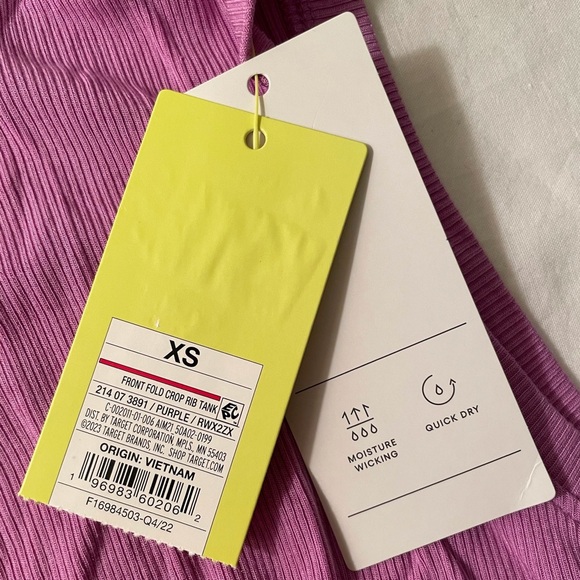 XS
FRONT FOLD CROP RIB TANK
214 07 3891 / PURPLE / RWX2ZX
C-002011-01-006 AIM21 50A02-0199
DIST. BY TARGET CORPORATION, MPLS, MN 55403
©2023 TARGET BRANDS, INC. SHOP TARGET.COM
ORIGIN: VIETNAM
1 96983 60206 2
F16984503-Q4/22
MOISTURE
WICKING
QUICK DRY